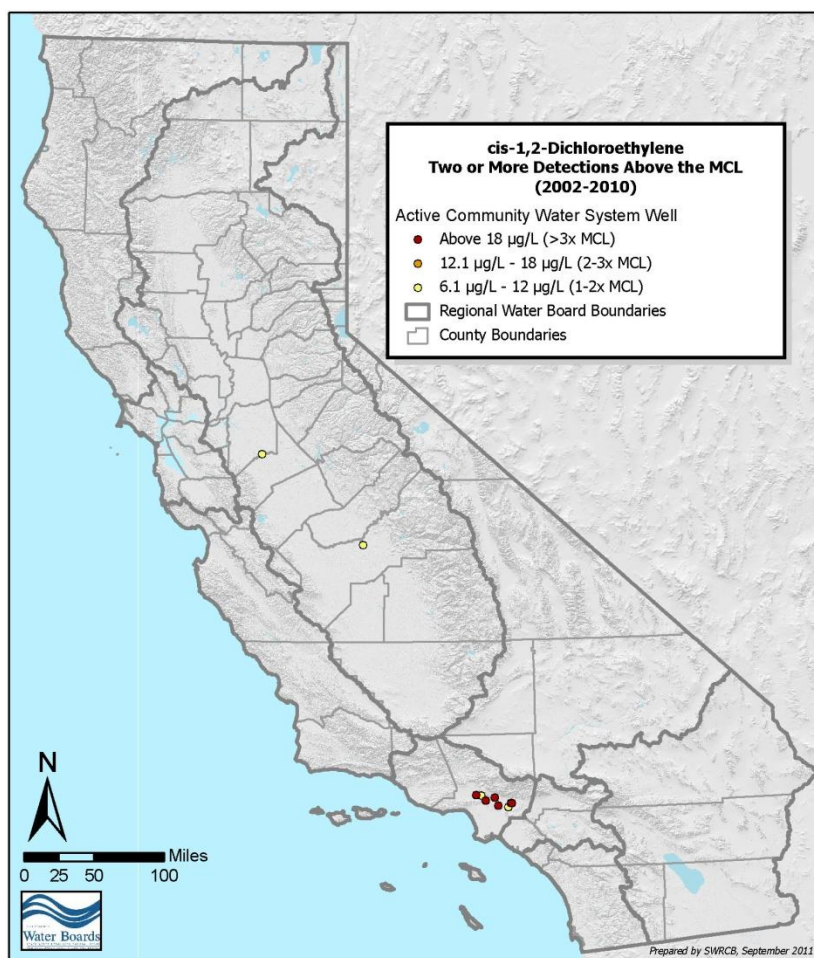 cis-1,2-Dichloroethylene
Two or More Detections Above the MCL
(2002-2010)
Active Community Water System Well
Above 18 µg/L (>3x MCL)
12.1 µg/L - 18 µg/L (2-3x MCL)
6.1 µg/L - 12 µg/L (1-2x MCL)
Regional Water Board Boundaries
County Boundaries
N
Miles
0 25 50 100
Water Boards
Prepared by SWRCB, September 2011